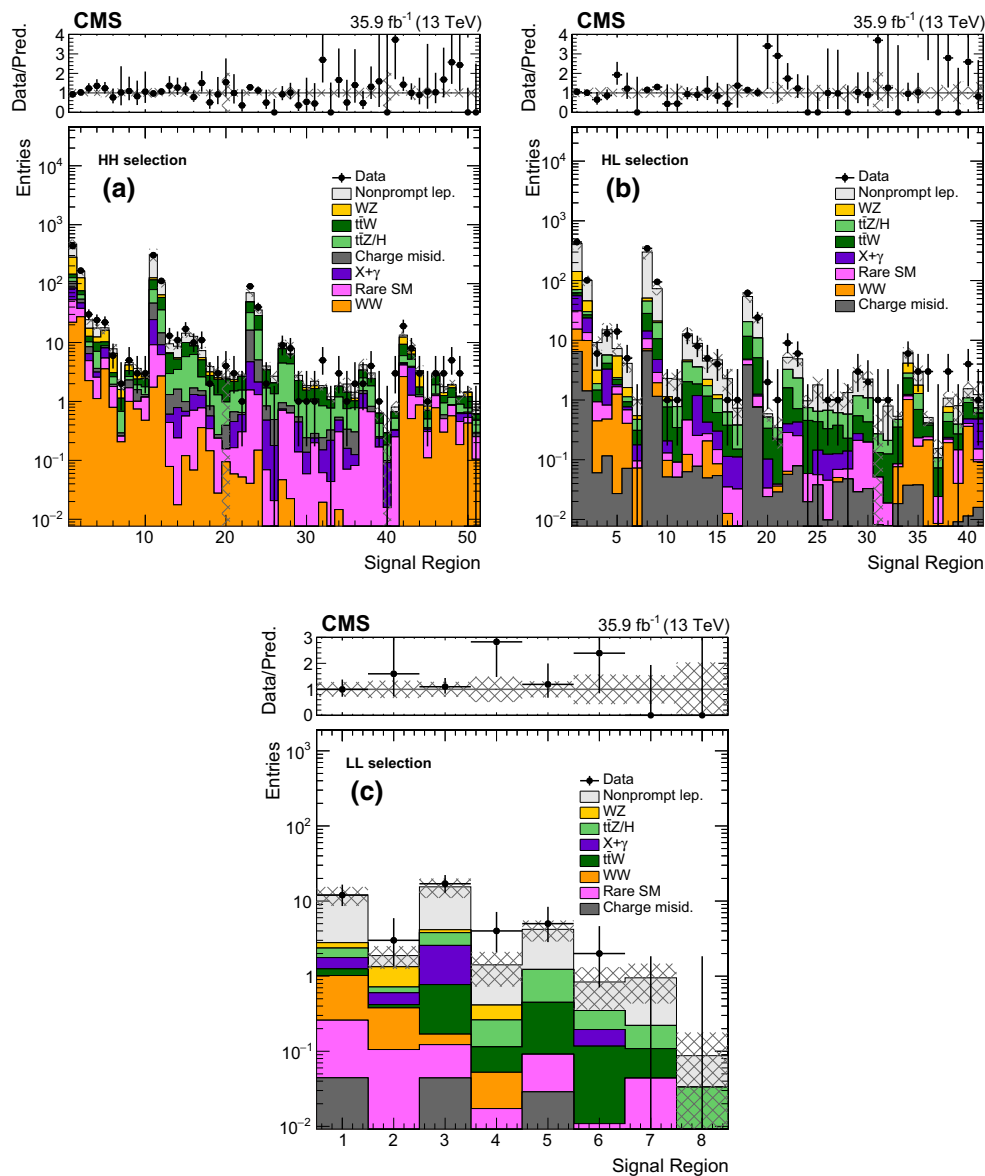 CMS 35.9 fb⁻¹ (13 TeV)
Data/Pred.
4
3
2
1
0
Entries
HH selection
(a)
Data
Nonprompt lep.
WZ
tt̄W
tt̄Z/H
Charge misid.
X+γ
Rare SM
WW
10⁴
10³
10²
10
1
10⁻¹
10⁻²
10 20 30 40 50
Signal Region
CMS 35.9 fb⁻¹ (13 TeV)
Data/Pred.
4
3
2
1
0
Entries
HL selection
(b)
Data
Nonprompt lep.
WZ
tt̄Z/H
tt̄W
X+γ
Rare SM
WW
Charge misid.
10⁴
10³
10²
10
1
10⁻¹
10⁻²
5 10 15 20 25 30 35 40
Signal Region
CMS 35.9 fb⁻¹ (13 TeV)
Data/Pred.
3
2
1
0
Entries
LL selection
(c)
Data
Nonprompt lep.
WZ
tt̄Z/H
X+γ
tt̄W
WW
Rare SM
Charge misid.
10³
10²
10
1
10⁻¹
10⁻²
1 2 3 4 5 6 7 8
Signal Region